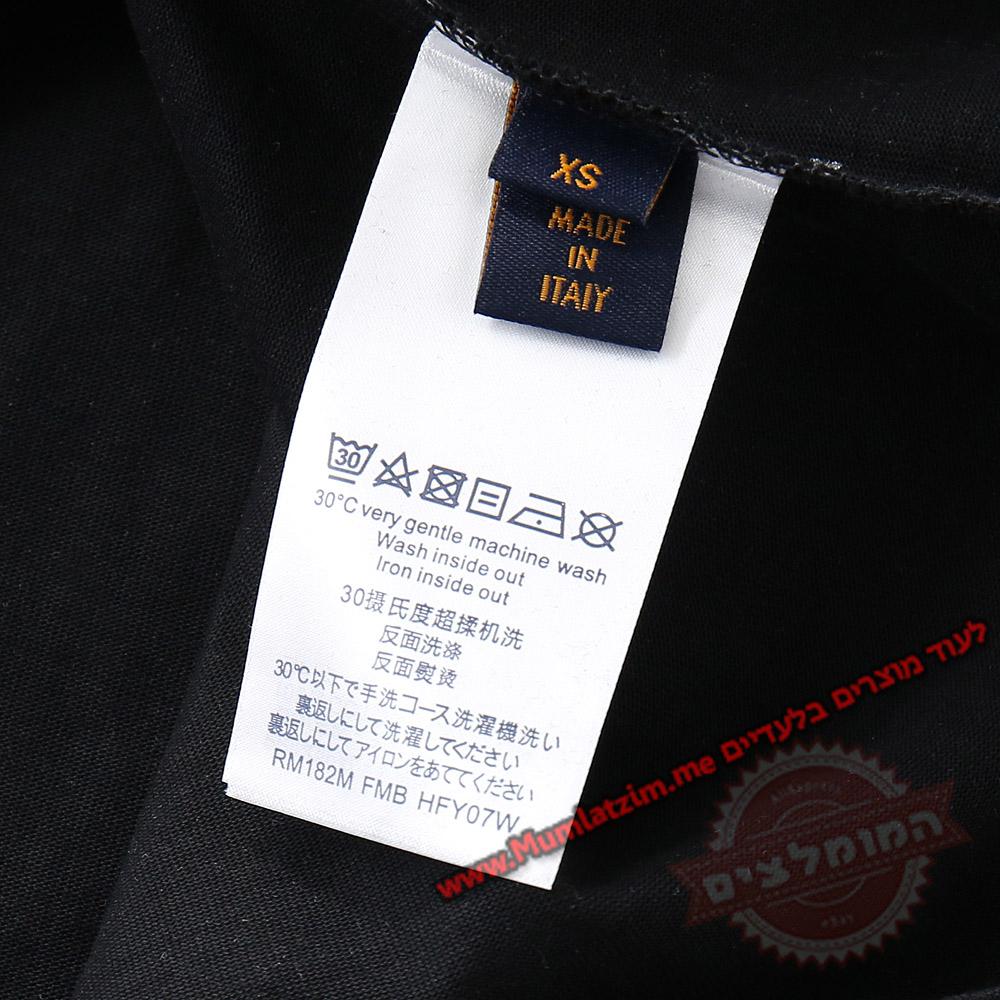 XS
MADE
IN
ITAIY
30
30°C very gentle machine wash
Wash inside out
Iron inside out
30摄氏度超揉机洗
反面洗涤
反面熨烫
30℃以下で手洗コース洗濯機洗い
裏返しにして洗濯してください
裏返しにしてアイロンをあててください
RM182M FMB HFY07W
לעוד מוצרים בלעדיים www.Mumlatzim.me
המומלצים
eBay